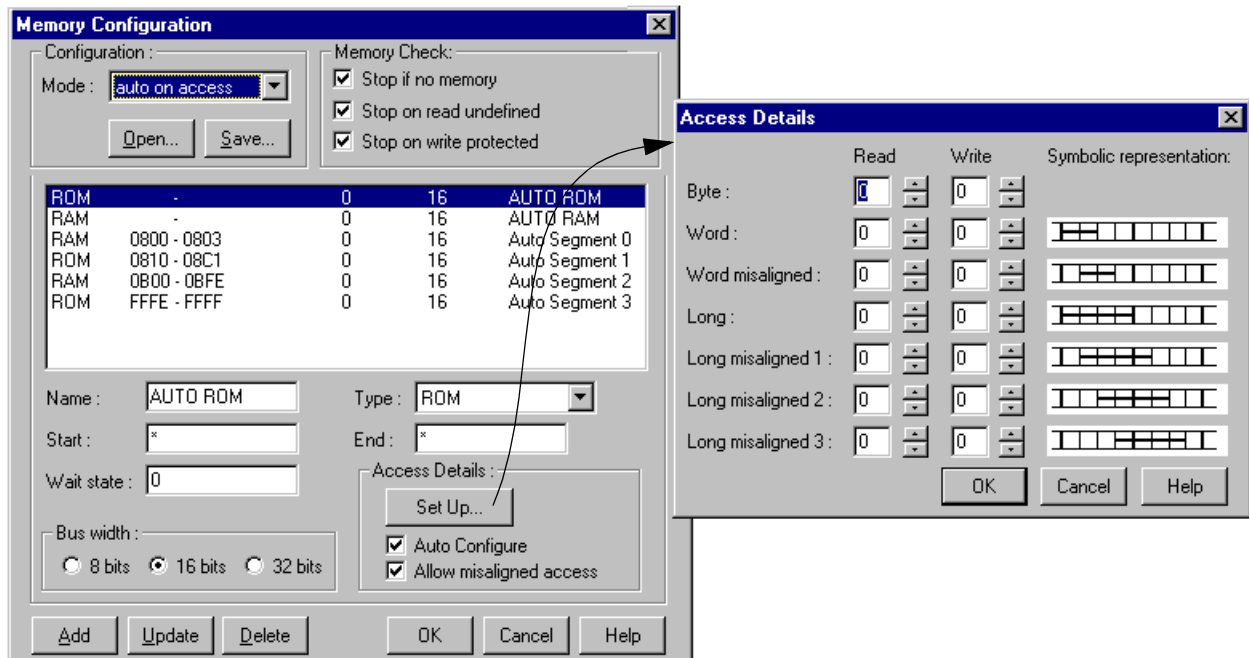 Memory Configuration
Configuration :
Mode : auto on access
Open... Save...
Memory Check:
Stop if no memory
Stop on read undefined
Stop on write protected
ROM - 0 16 AUTO ROM
RAM - 0 16 AUTO RAM
RAM 0800 - 0803 0 16 Auto Segment 0
ROM 0810 - 08C1 0 16 Auto Segment 1
RAM 0B00 - 0BFE 0 16 Auto Segment 2
ROM FFFE - FFFF 0 16 Auto Segment 3
Name : AUTO ROM Type : ROM
Start : * End : *
Wait state : 0
Access Details :
Set Up...
Auto Configure
Allow misaligned access
Bus width :
8 bits 16 bits 32 bits
Add Update Delete OK Cancel Help
Access Details
Read Write Symbolic representation:
Byte : 0 0
Word : 0 0
Word misaligned : 0 0
Long : 0 0
Long misaligned 1 : 0 0
Long misaligned 2 : 0 0
Long misaligned 3 : 0 0
OK Cancel Help